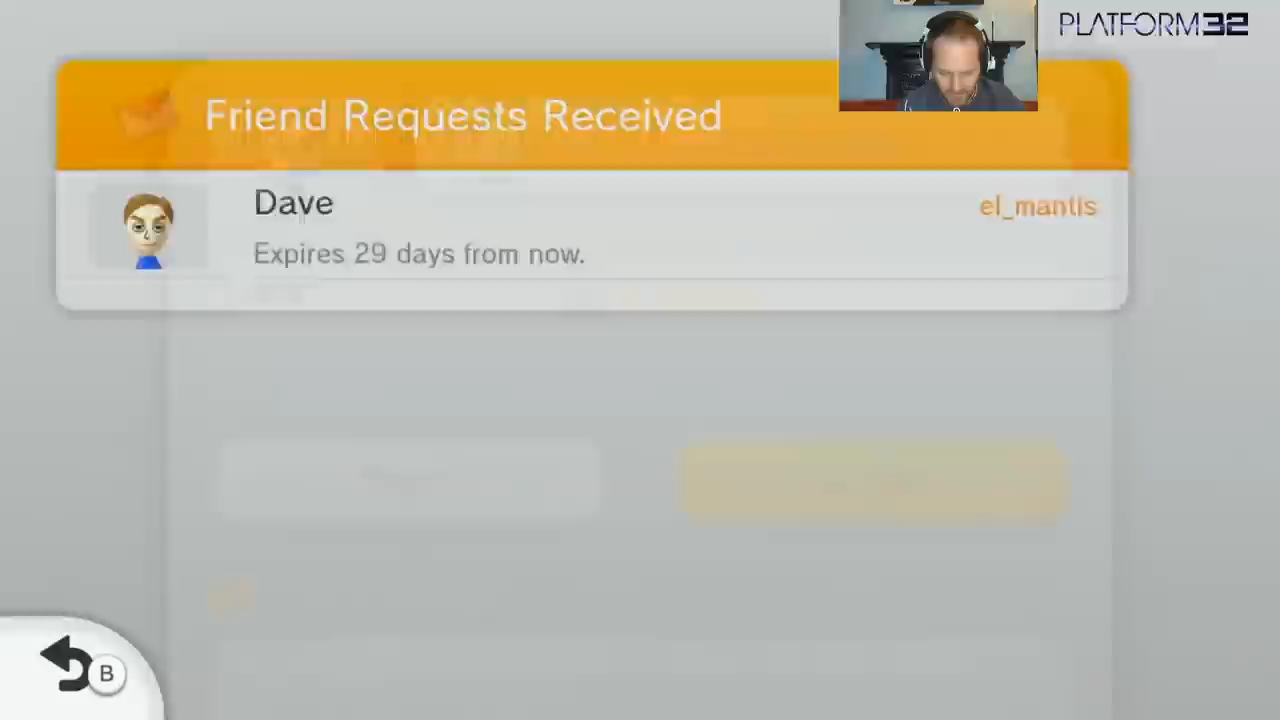 PLATFORM32
Friend Requests Received
Dave
el_mantis
Expires 29 days from now.
B